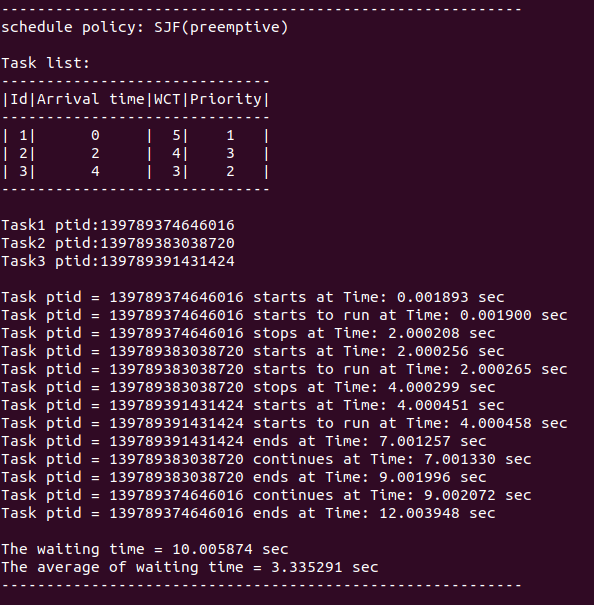 ----------------------------------------------------------
schedule policy: SJF(preemptive)
Task list:
------------------------------
|Id|Arrival time|WCT|Priority|
------------------------------
| 1|      0     |  5|    1   |
| 2|      2     |  4|    3   |
| 3|      4     |  3|    2   |
------------------------------
Task1 ptid:139789374646016
Task2 ptid:139789383038720
Task3 ptid:139789391431424
Task ptid = 139789374646016 starts at Time: 0.001893 sec
Task ptid = 139789374646016 starts to run at Time: 0.001900 sec
Task ptid = 139789374646016 stops at Time: 2.000208 sec
Task ptid = 139789383038720 starts at Time: 2.000256 sec
Task ptid = 139789383038720 starts to run at Time: 2.000265 sec
Task ptid = 139789383038720 stops at Time: 4.000299 sec
Task ptid = 139789391431424 starts at Time: 4.000451 sec
Task ptid = 139789391431424 starts to run at Time: 4.000458 sec
Task ptid = 139789391431424 ends at Time: 7.001257 sec
Task ptid = 139789383038720 continues at Time: 7.001330 sec
Task ptid = 139789383038720 ends at Time: 9.001996 sec
Task ptid = 139789374646016 continues at Time: 9.002072 sec
Task ptid = 139789374646016 ends at Time: 12.003948 sec
The waiting time = 10.005874 sec
The average of waiting time = 3.335291 sec
----------------------------------------------------------